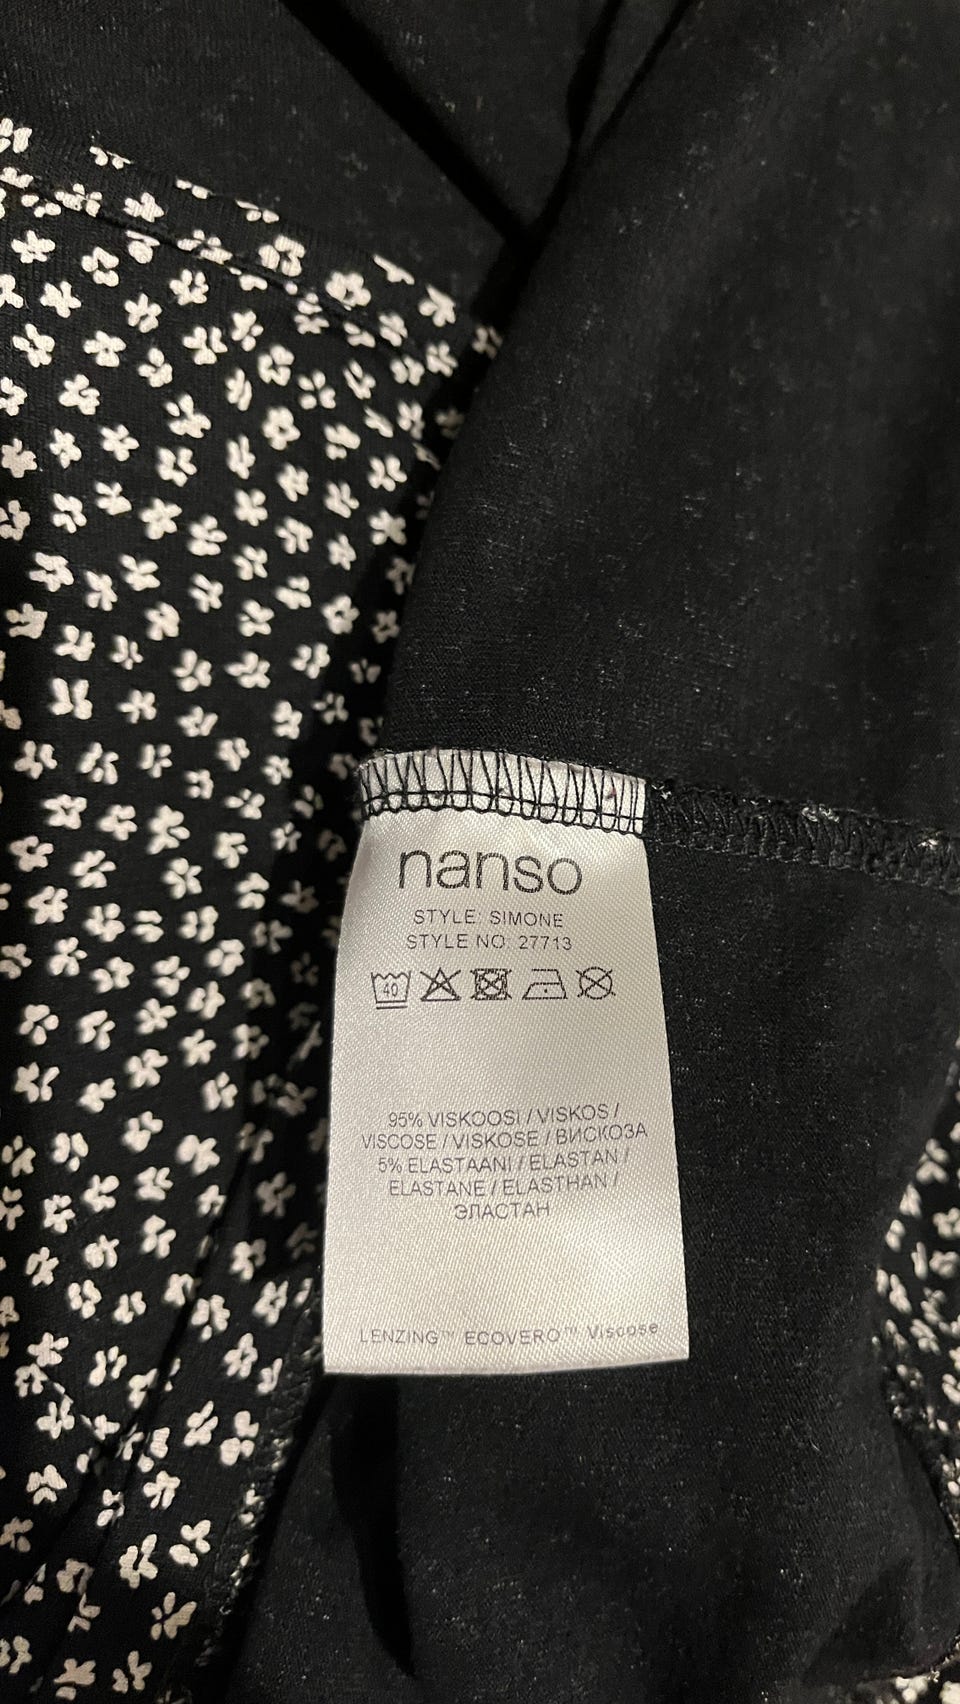 nanso
STYLE: SIMONE
STYLE NO: 27713
40
95% VISKOOSI / VISKOS /
VISCOSE / VISKOSE / ВИСКОЗА
5% ELASTAANI / ELASTAN /
ELASTANE / ELASTHAN /
ЭЛАСТАН
LENZING™ ECOVERO™ Viscose